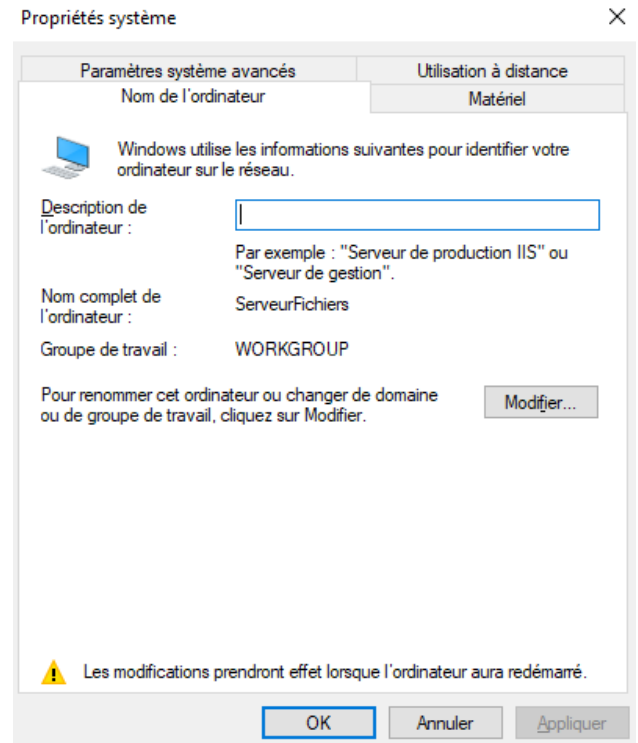 Propriétés système
Paramètres système avancés
Utilisation à distance
Nom de l'ordinateur
Matériel
Windows utilise les informations suivantes pour identifier votre
ordinateur sur le réseau.
Description de
l'ordinateur :
Par exemple : "Serveur de production IIS" ou
"Serveur de gestion".
Nom complet de
l'ordinateur :
ServeurFichiers
Groupe de travail :
WORKGROUP
Pour renommer cet ordinateur ou changer de domaine
ou de groupe de travail, cliquez sur Modifier.
Modifier...
Les modifications prendront effet lorsque l'ordinateur aura redémarré.
OK
Annuler
Appliquer